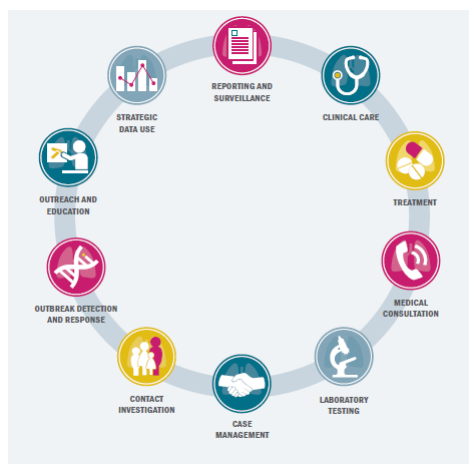 REPORTING AND
SURVEILLANCE
CLINICAL CARE
TREATMENT
MEDICAL
CONSULTATION
LABORATORY
TESTING
CASE
MANAGEMENT
CONTACT
INVESTIGATION
OUTBREAK DETECTION
AND RESPONSE
OUTREACH AND
EDUCATION
STRATEGIC
DATA USE